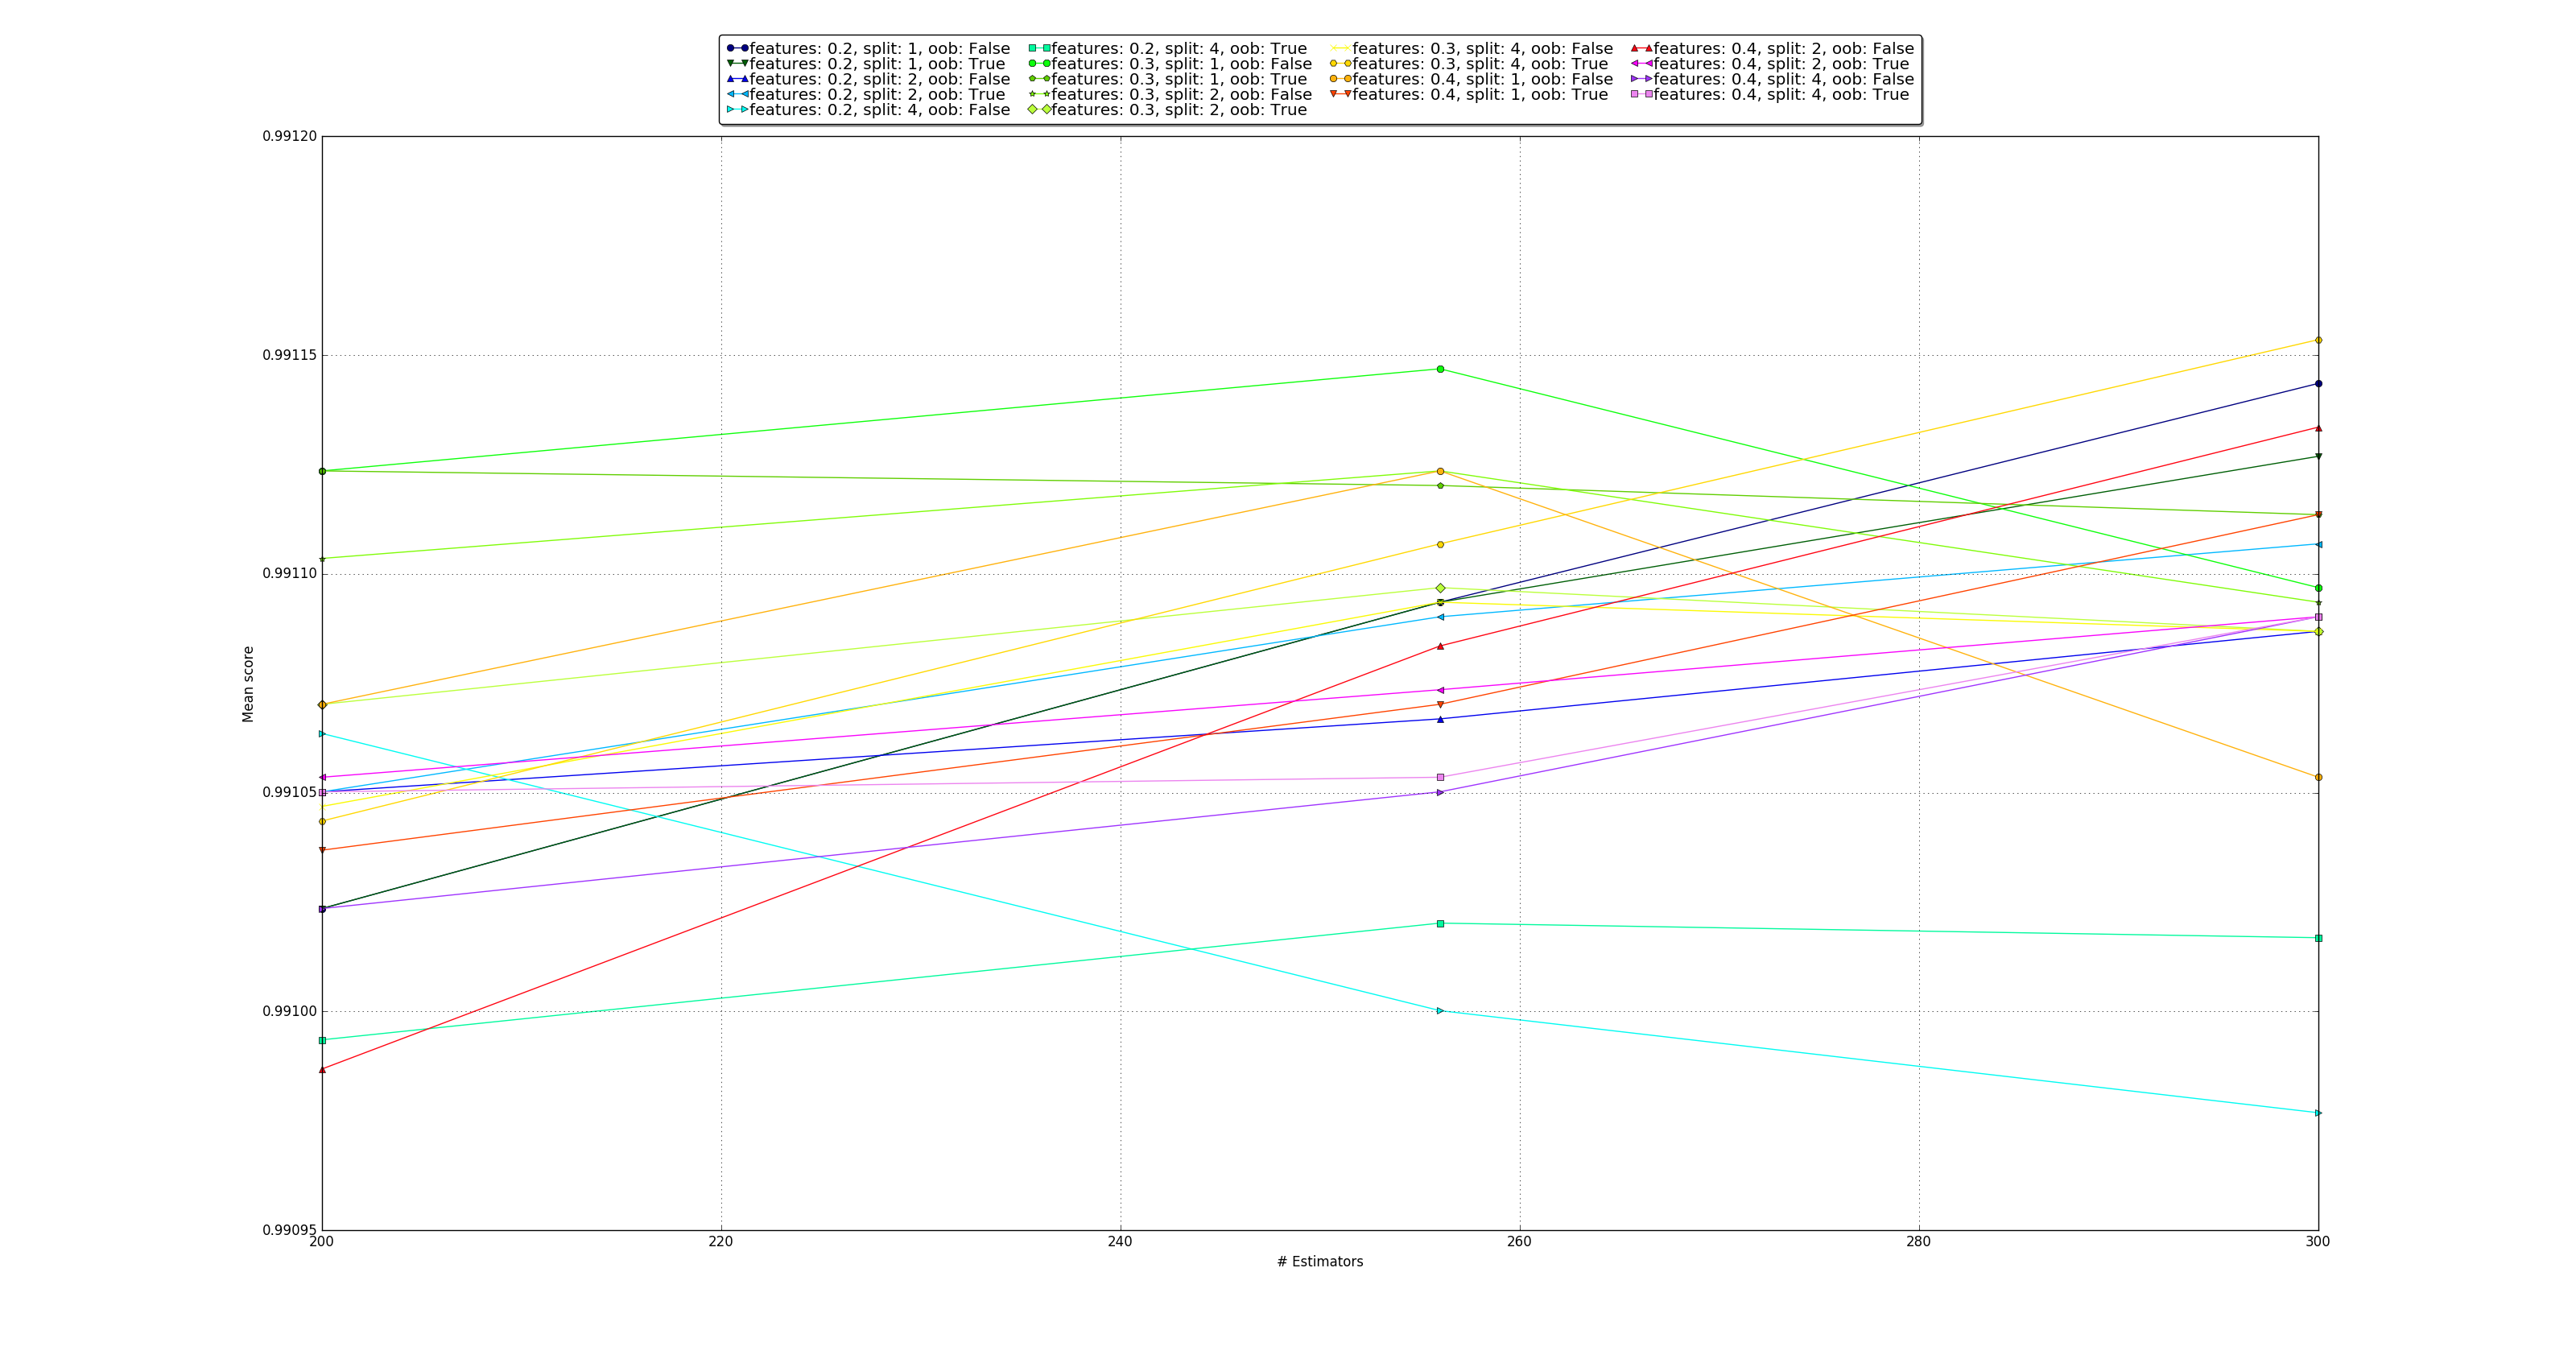 features: 0.2, split: 1, oob: False
features: 0.2, split: 1, oob: True
features: 0.2, split: 2, oob: False
features: 0.2, split: 2, oob: True
features: 0.2, split: 4, oob: False
features: 0.2, split: 4, oob: True
features: 0.3, split: 1, oob: False
features: 0.3, split: 1, oob: True
features: 0.3, split: 2, oob: False
features: 0.3, split: 2, oob: True
features: 0.3, split: 4, oob: False
features: 0.3, split: 4, oob: True
features: 0.4, split: 1, oob: False
features: 0.4, split: 1, oob: True
features: 0.4, split: 2, oob: False
features: 0.4, split: 2, oob: True
features: 0.4, split: 4, oob: False
features: 0.4, split: 4, oob: True
0.99120
0.99115
0.99110
0.99105
0.99100
0.99095
Mean score
200 220 240 260 280 300
# Estimators